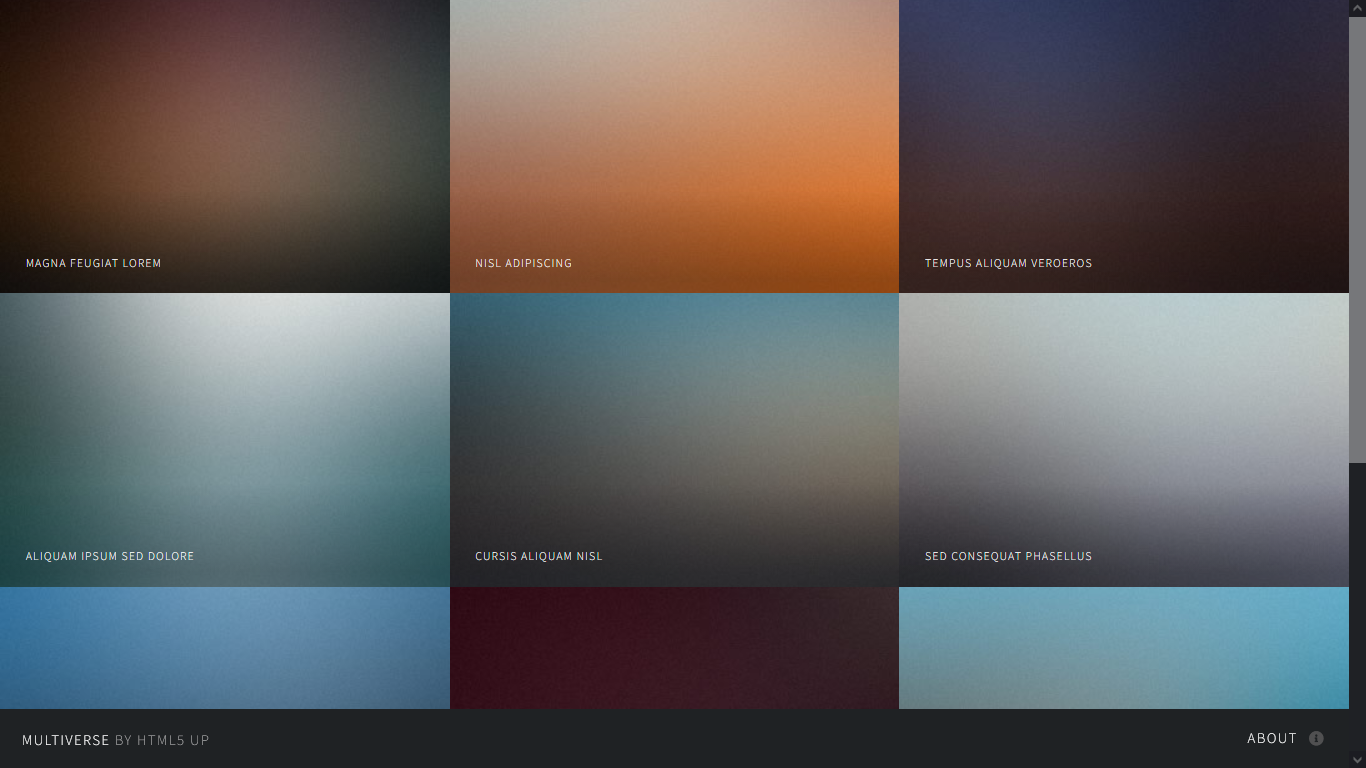 MAGNA FEUGIAT LOREM
NISL ADIPISCING
TEMPUS ALIQUAM VEROEROS
ALIQUAM IPSUM SED DOLORE
CURSIS ALIQUAM NISL
SED CONSEQUAT PHASELLUS
MULTIVERSE BY HTML5 UP
ABOUT